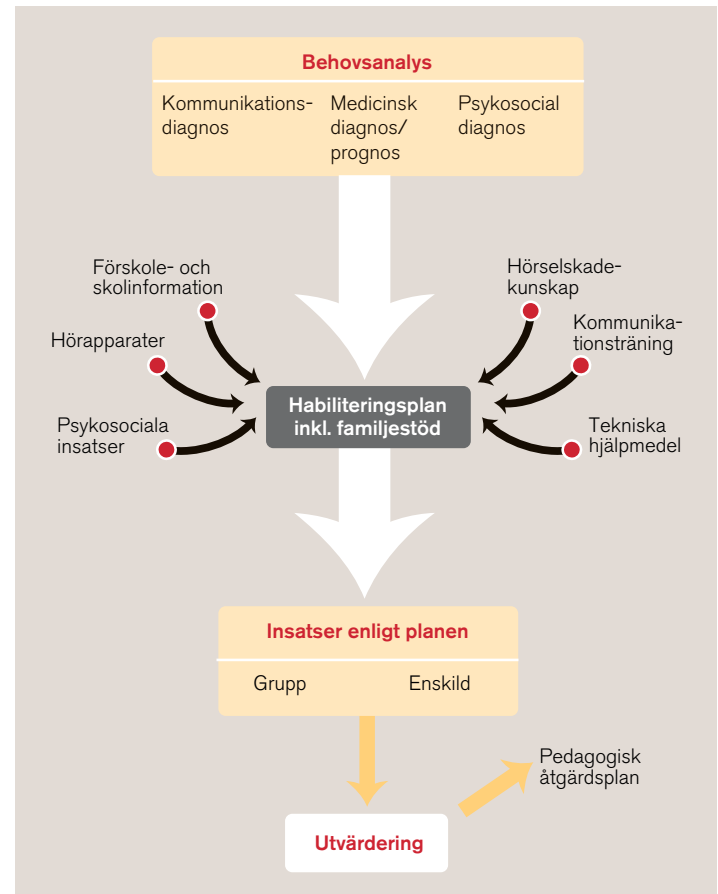 Behovsanalys
Kommunikations-
diagnos
Medicinsk
diagnos/
prognos
Psykosocial
diagnos
Förskole- och
skolinformation
Hörapparater
Psykosociala
insatser
Hörselskade-
kunskap
Kommunika-
tionsträning
Tekniska
hjälpmedel
Habiliteringsplan
inkl. familjestöd
Insatser enligt planen
Grupp
Enskild
Pedagogisk
åtgärdsplan
Utvärdering